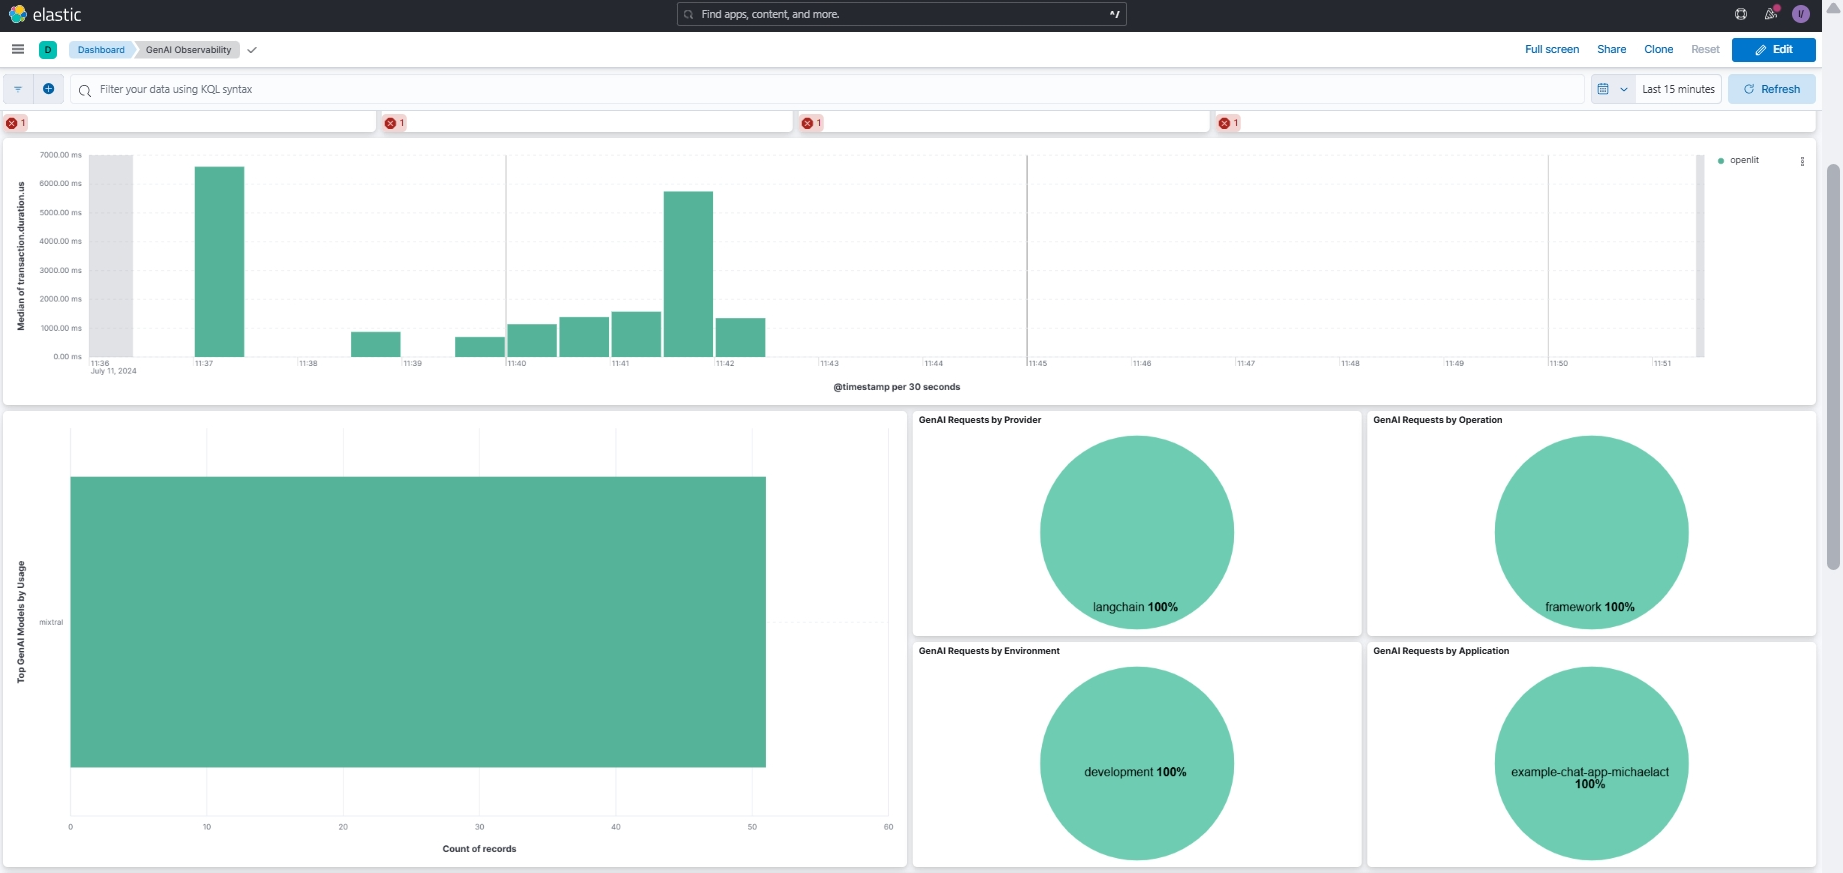 elastic
Find apps, content, and more.
^/
D
Dashboard
GenAI Observability
Full screen
Share
Clone
Reset
Edit
Filter your data using KQL syntax
Last 15 minutes
Refresh
1
1
1
1
Median of transaction.duration.us
7000.00 ms
6000.00 ms
5000.00 ms
4000.00 ms
3000.00 ms
2000.00 ms
1000.00 ms
0.00 ms
11:36
July 11, 2024
11:37
11:38
11:39
11:40
11:41
11:42
11:43
11:44
11:45
11:46
11:47
11:48
11:49
11:50
11:51
@timestamp per 30 seconds
openlit
Top GenAI Models by Usage
mixtral
0
10
20
30
40
50
60
Count of records
GenAI Requests by Provider
langchain 100%
GenAI Requests by Operation
framework 100%
GenAI Requests by Environment
development 100%
GenAI Requests by Application
example-chat-app-michaelact
100%